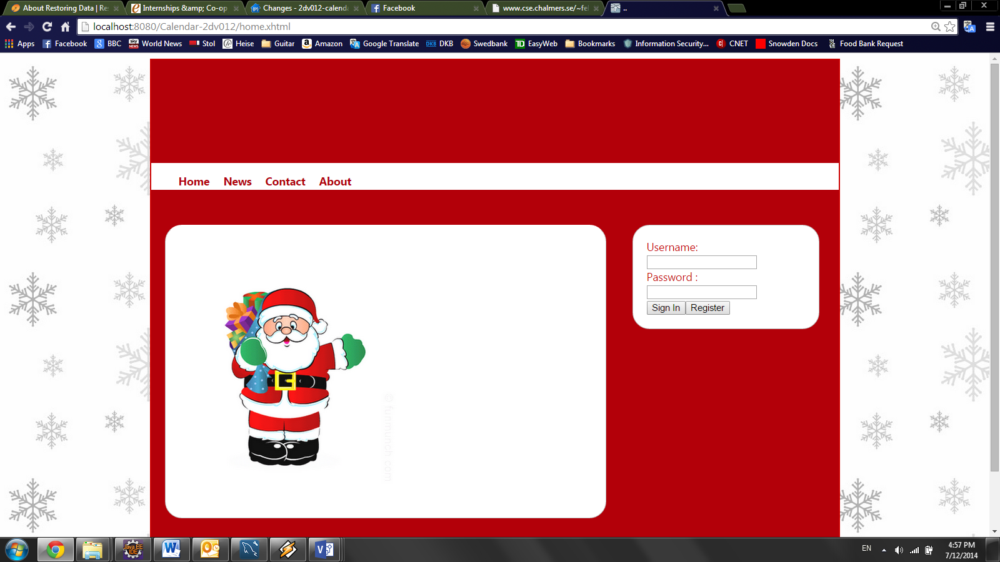 About Restoring Data | Re
Internships &amp; Co-op
Changes - 2dv012-calend
Facebook
www.cse.chalmers.se/~fel
..
localhost:8080/Calendar-2dv012/home.xhtml
Apps
Facebook
BBC
World News
Stol
Heise
Guitar
Amazon
Google Translate
DKB
Swedbank
EasyWeb
Bookmarks
Information Security...
CNET
Snowden Docs
Food Bank Request
Home News Contact About
Username:
Password :
Sign In Register
© funmunch.com
EN
4:57 PM
7/12/2014